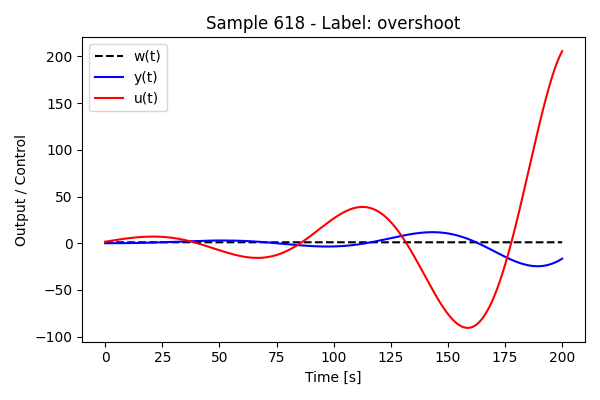 Sample 618 - Label: overshoot
w(t)
y(t)
u(t)
200
150
100
50
0
−50
−100
Output / Control
0 25 50 75 100 125 150 175 200
Time [s]